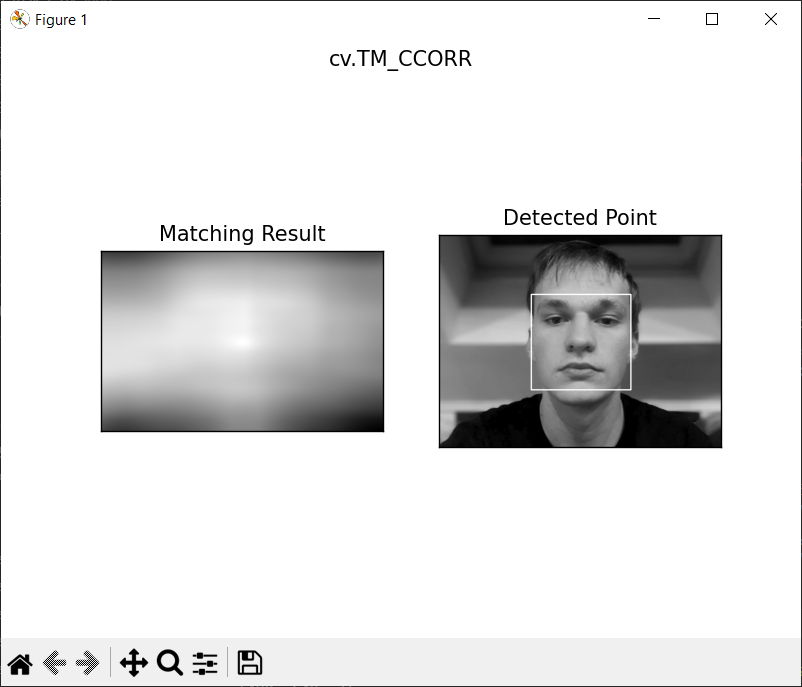 Figure 1
cv.TM_CCORR
Matching Result
Detected Point